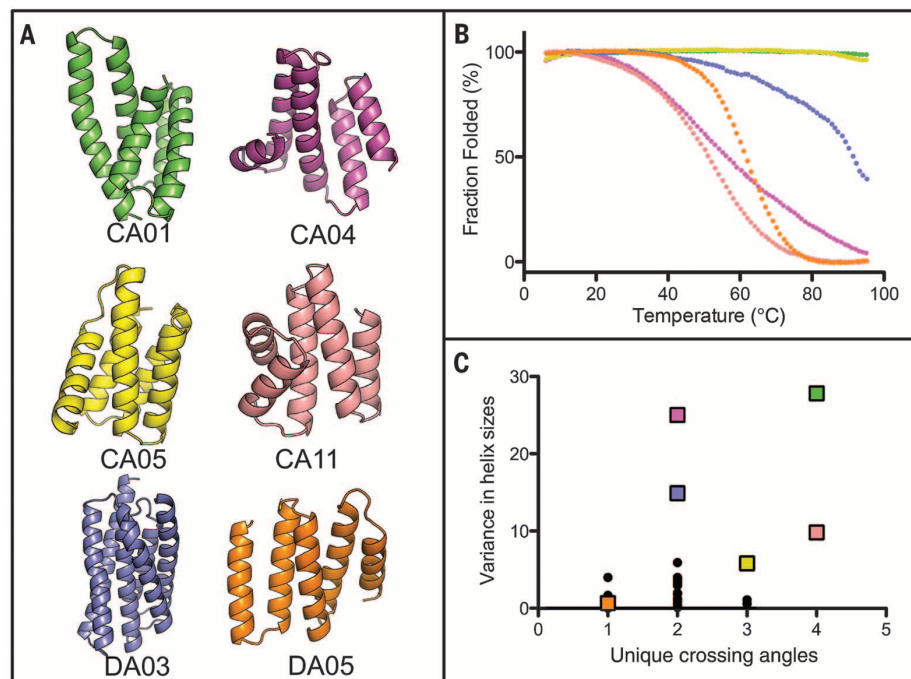 A
CA01
CA04
CA05
CA11
DA03
DA05
B
Fraction Folded (%)
100
50
0
0
20
40
60
80
100
Temperature (°C)
C
Variance in helix sizes
30
20
10
0
0
1
2
3
4
5
Unique crossing angles